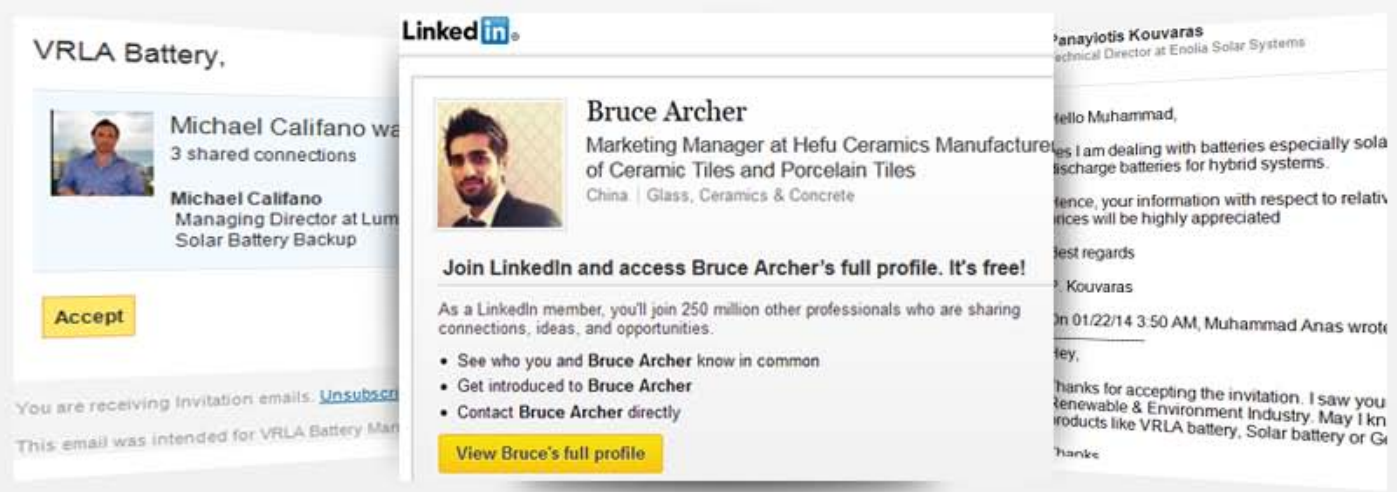 VRLA Battery,
Michael Califano wa
3 shared connections
Michael Califano
Managing Director at Lum
Solar Battery Backup
Accept
You are receiving Invitation emails. Unsubscri
This email was intended for VRLA Battery Man
Linked in
Bruce Archer
Marketing Manager at Hefu Ceramics Manufacturer
of Ceramic Tiles and Porcelain Tiles
China | Glass, Ceramics & Concrete
Join LinkedIn and access Bruce Archer's full profile. It's free!
As a LinkedIn member, you'll join 250 million other professionals who are sharing
connections, ideas, and opportunities.
• See who you and Bruce Archer know in common
• Get introduced to Bruce Archer
• Contact Bruce Archer directly
View Bruce's full profile
Panayiotis Kouvaras
Technical Director at Enolia Solar Systems
Hello Muhammad,
Yes I am dealing with batteries especially sola
discharge batteries for hybrid systems.
Hence, your information with respect to relativ
prices will be highly appreciated
Best regards
P. Kouvaras
On 01/22/14 3:50 AM, Muhammad Anas wrote
Hey,
Thanks for accepting the invitation. I saw you
Renewable & Environment Industry. May I kn
products like VRLA battery, Solar battery or Ge
Thanks